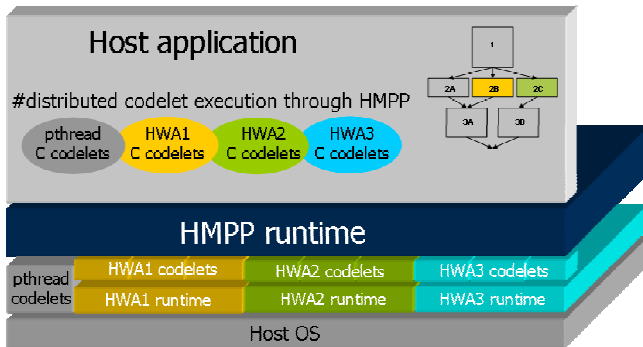 Host application
1
2A 2B 2C
3A 3B
#distributed codelet execution through HMPP
pthread
C codelets
HWA1
C codelets
HWA2
C codelets
HWA3
C codelets
HMPP runtime
pthread
codelets
HWA1 codelets
HWA2 codelets
HWA3 codelets
HWA1 runtime
HWA2 runtime
HWA3 runtime
Host OS